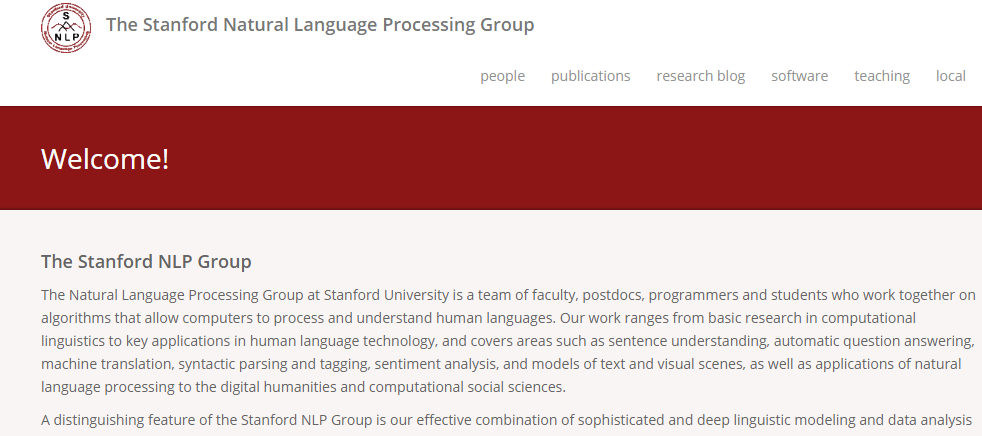 S
NLP
The Stanford Natural Language Processing Group
people publications research blog software teaching local
Welcome!
The Stanford NLP Group
The Natural Language Processing Group at Stanford University is a team of faculty, postdocs, programmers and students who work together on
algorithms that allow computers to process and understand human languages. Our work ranges from basic research in computational
linguistics to key applications in human language technology, and covers areas such as sentence understanding, automatic question answering,
machine translation, syntactic parsing and tagging, sentiment analysis, and models of text and visual scenes, as well as applications of natural
language processing to the digital humanities and computational social sciences.
A distinguishing feature of the Stanford NLP Group is our effective combination of sophisticated and deep linguistic modeling and data analysis